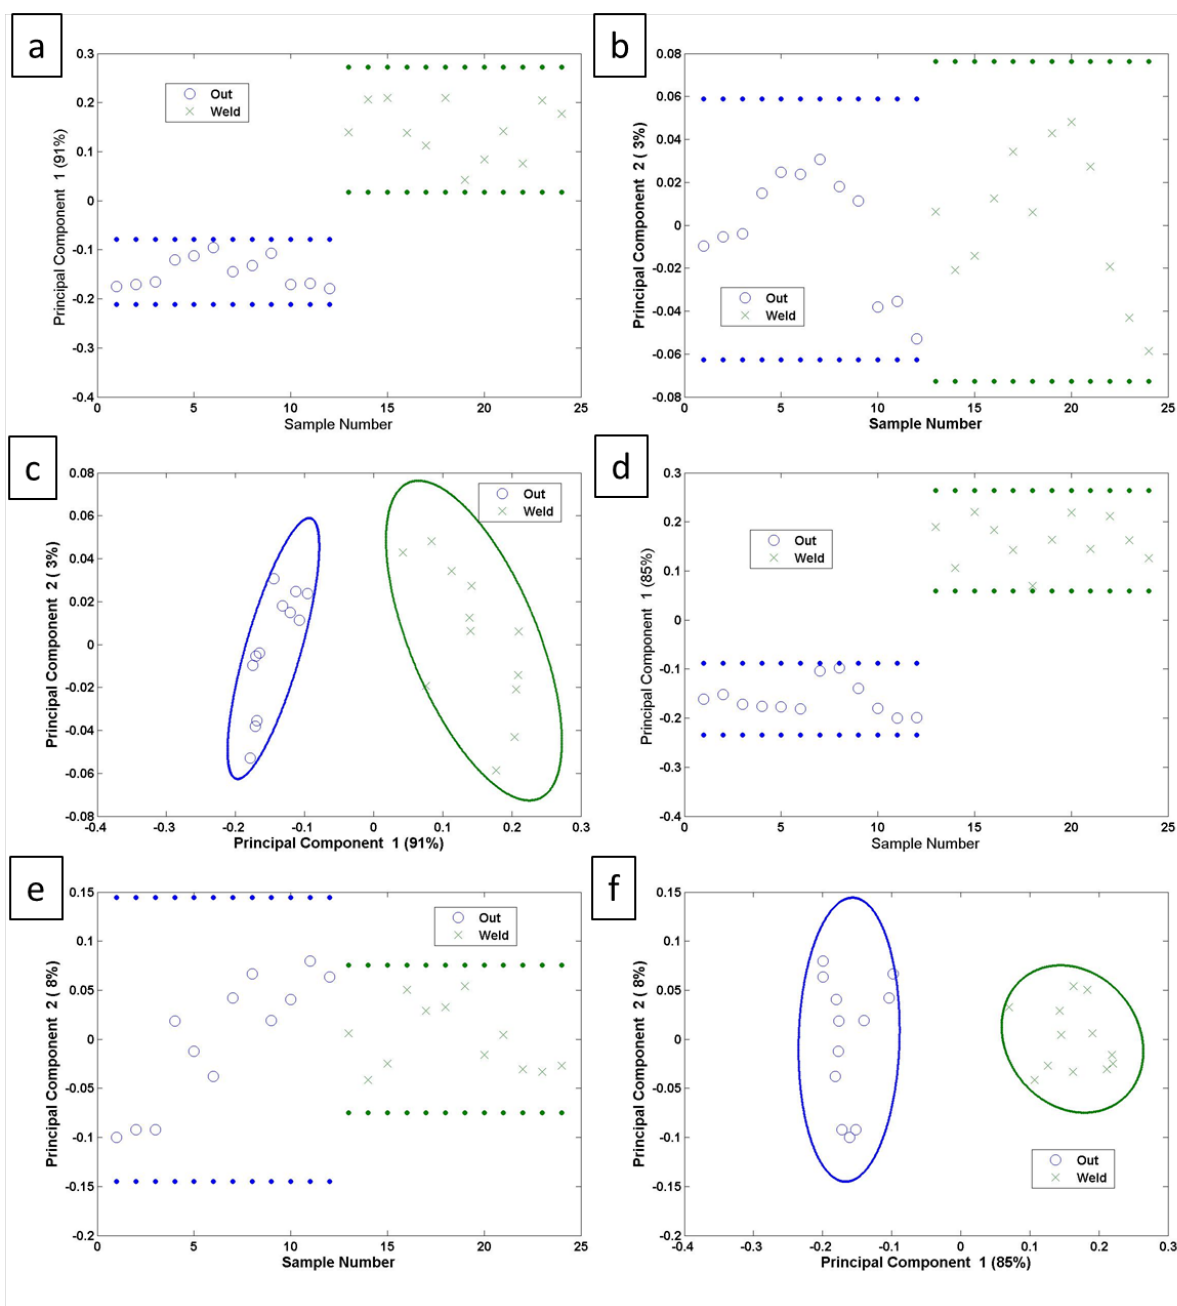 a
0.3
0.2
0.1
0
-0.1
-0.2
-0.3
-0.4
Principal Component 1 (91%)
Out
Weld
0 5 10 15 20 25
Sample Number
b
0.08
0.06
0.04
0.02
0
-0.02
-0.04
-0.06
-0.08
Principal Component 2 ( 3%)
Out
Weld
0 5 10 15 20 25
Sample Number
c
0.08
0.06
0.04
0.02
0
-0.02
-0.04
-0.06
-0.08
Principal Component 2 ( 3%)
Out
Weld
-0.4 -0.3 -0.2 -0.1 0 0.1 0.2 0.3
Principal Component 1 (91%)
d
0.3
0.2
0.1
0
-0.1
-0.2
-0.3
-0.4
Principal Component 1 (85%)
Out
Weld
0 5 10 15 20 25
Sample Number
e
0.15
0.1
0.05
0
-0.05
-0.1
-0.15
-0.2
Principal Component 2 ( 8%)
Out
Weld
0 5 10 15 20 25
Sample Number
f
0.15
0.1
0.05
0
-0.05
-0.1
-0.15
-0.2
Principal Component 2 ( 8%)
Out
Weld
-0.4 -0.3 -0.2 -0.1 0 0.1 0.2 0.3
Principal Component 1 (85%)